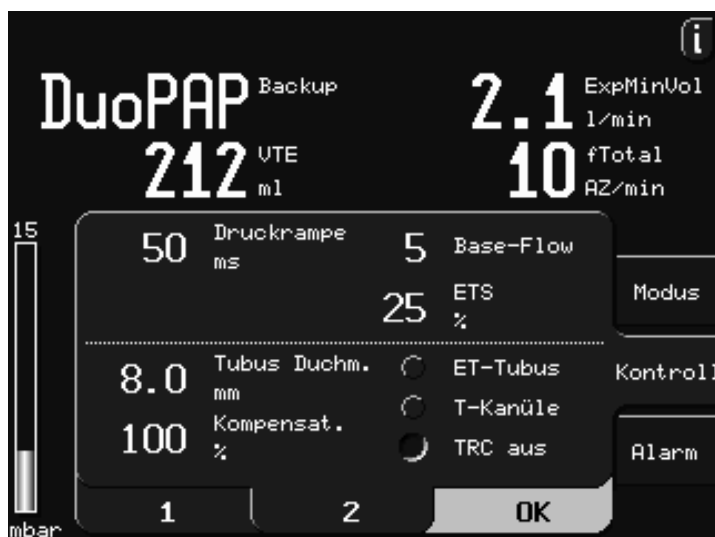 i
DuoPAP Backup
2.1 ExpMinVol
l/min
212 VTE
ml
10 fTotal
AZ/min
15
50 Druckrampe
ms
5 Base-Flow
25 ETS
%
Modus
8.0 Tubus Duchm.
mm
ET-Tubus
Kontroll
T-Kanüle
100 Kompensat.
%
TRC aus
Alarm
1
2
OK
mbar